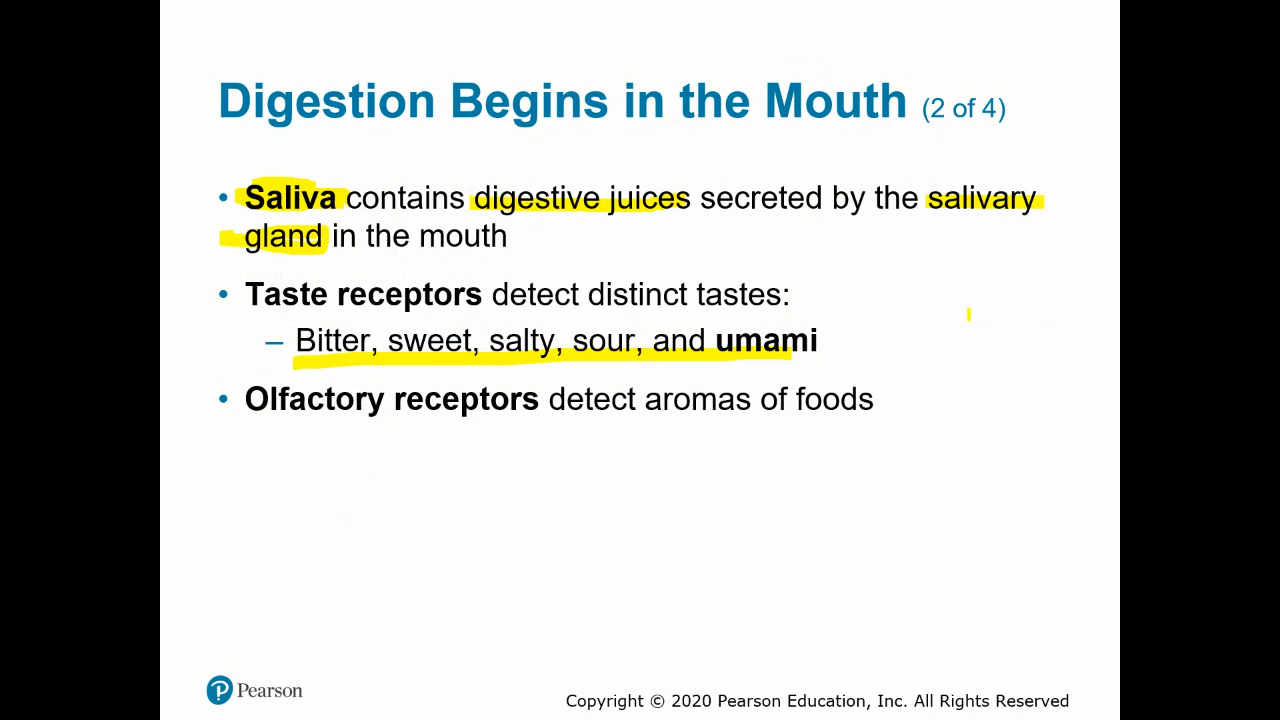 Digestion Begins in the Mouth (2 of 4)
• Saliva contains digestive juices secreted by the salivary
gland in the mouth
• Taste receptors detect distinct tastes:
– Bitter, sweet, salty, sour, and umami
• Olfactory receptors detect aromas of foods
Pearson
Copyright © 2020 Pearson Education, Inc. All Rights Reserved